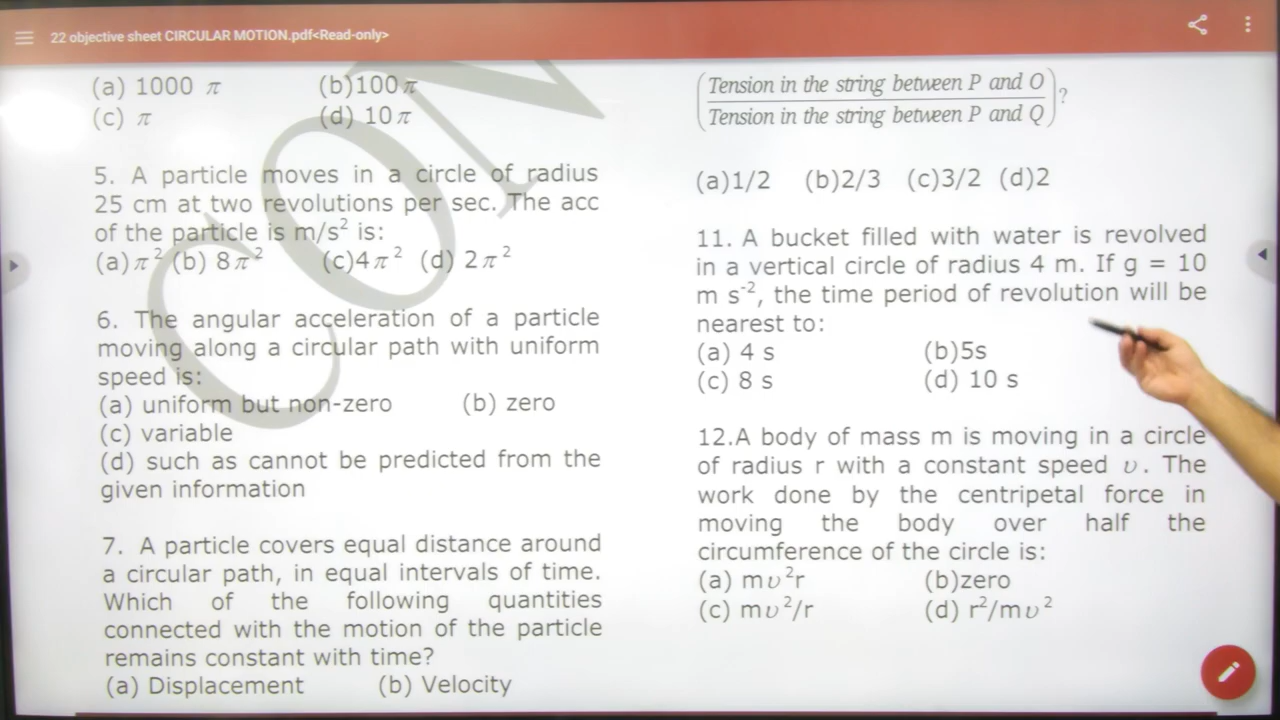 22 objective sheet CIRCULAR MOTION.pdf<Read-only>
(a) 1000 π (b)100 π
(c) π (d) 10 π
5. A particle moves in a circle of radius
25 cm at two revolutions per sec. The acc
of the particle is m/s² is:
(a) π² (b) 8π² (c)4π² (d) 2π²
6. The angular acceleration of a particle
moving along a circular path with uniform
speed is:
(a) uniform but non-zero (b) zero
(c) variable
(d) such as cannot be predicted from the
given information
7. A particle covers equal distance around
a circular path, in equal intervals of time.
Which of the following quantities
connected with the motion of the particle
remains constant with time?
(a) Displacement (b) Velocity
(Tension in the string between P and O
Tension in the string between P and Q)?
(a)1/2 (b)2/3 (c)3/2 (d)2
11. A bucket filled with water is revolved
in a vertical circle of radius 4 m. If g = 10
m s⁻², the time period of revolution will be
nearest to:
(a) 4 s (b)5s
(c) 8 s (d) 10 s
12.A body of mass m is moving in a circle
of radius r with a constant speed υ. The
work done by the centripetal force in
moving the body over half the
circumference of the circle is:
(a) mυ²r (b)zero
(c) mυ²/r (d) r²/mυ²
CON